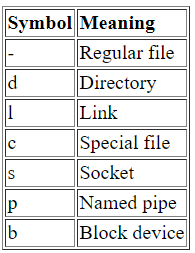 Symbol Meaning
- Regular file
d Directory
l Link
c Special file
s Socket
p Named pipe
b Block device